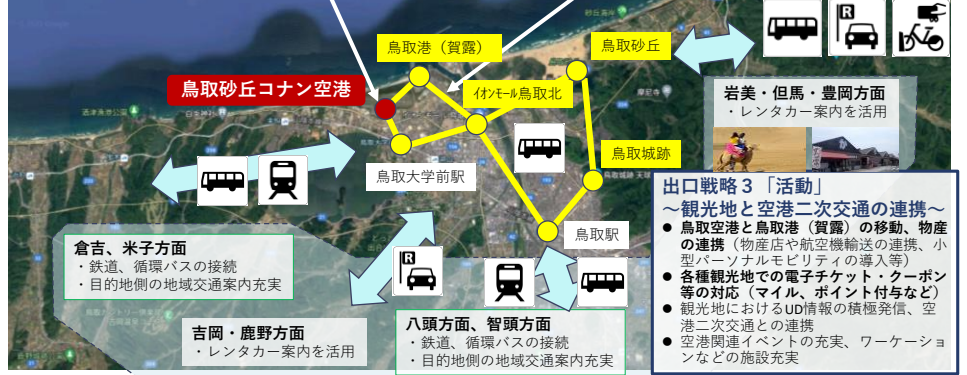 砂丘海岸
鳥取港（賀露）
鳥取砂丘
R
鳥取砂丘コナン空港
ｲｵﾝﾓｰﾙ鳥取北
摩尼寺
岩美・但馬・豊岡方面
・レンタカー案内を活用
鳥取大学前駅
鳥取城跡
鳥取駅
倉吉、米子方面
・鉄道、循環バスの接続
・目的地側の地域交通案内充実
R
吉岡・鹿野方面
・レンタカー案内を活用
八頭方面、智頭方面
・鉄道、循環バスの接続
・目的地側の地域交通案内充実
出口戦略３「活動」
～観光地と空港二次交通の連携～
● 鳥取空港と鳥取港（賀露）の移動、物産
の連携（物産店や航空機輸送の連携、小
型パーソナルモビリティの導入等）
● 各種観光地での電子チケット・クーポン
等の対応（マイル、ポイント付与など）
● 観光地におけるUD情報の積極発信、空
港二次交通との連携
● 空港関連イベントの充実、ワーケーショ
ンなどの施設充実